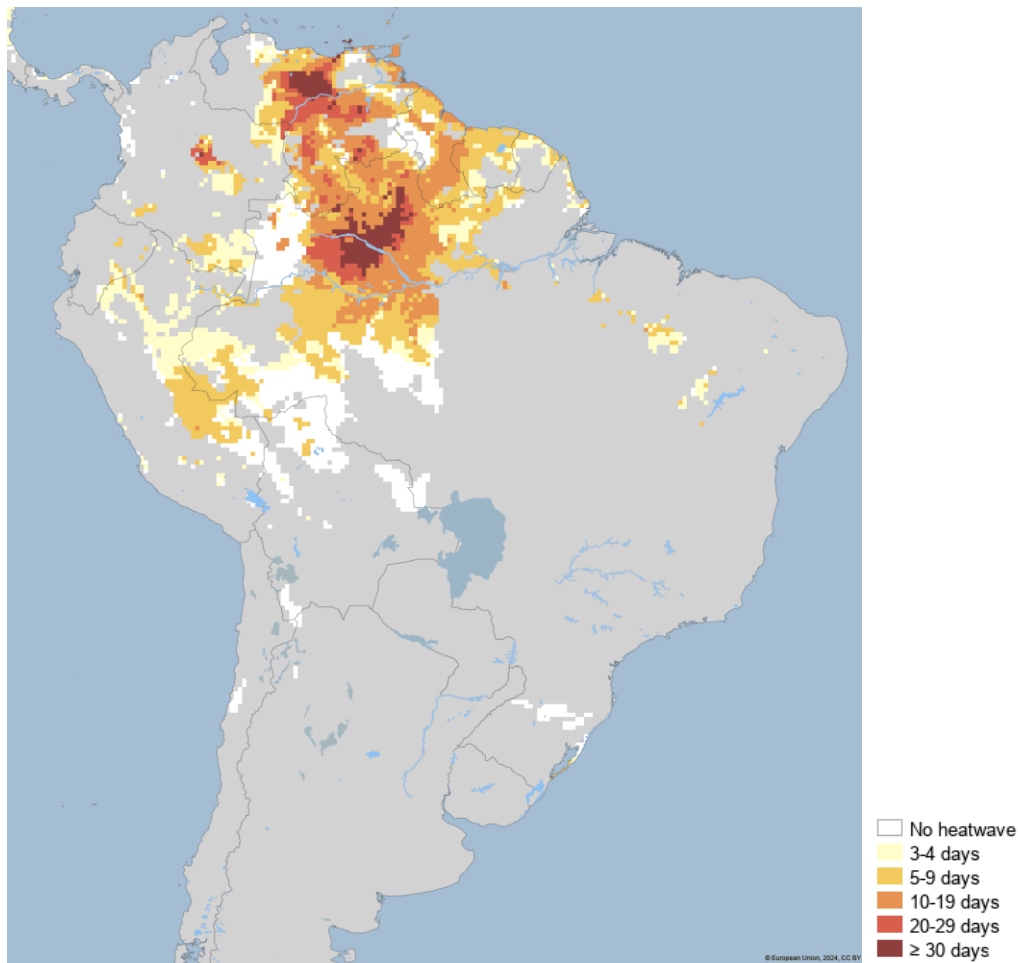 No heatwave
3-4 days
5-9 days
10-19 days
20-29 days
≥ 30 days
© European Union, 2024, CC BY